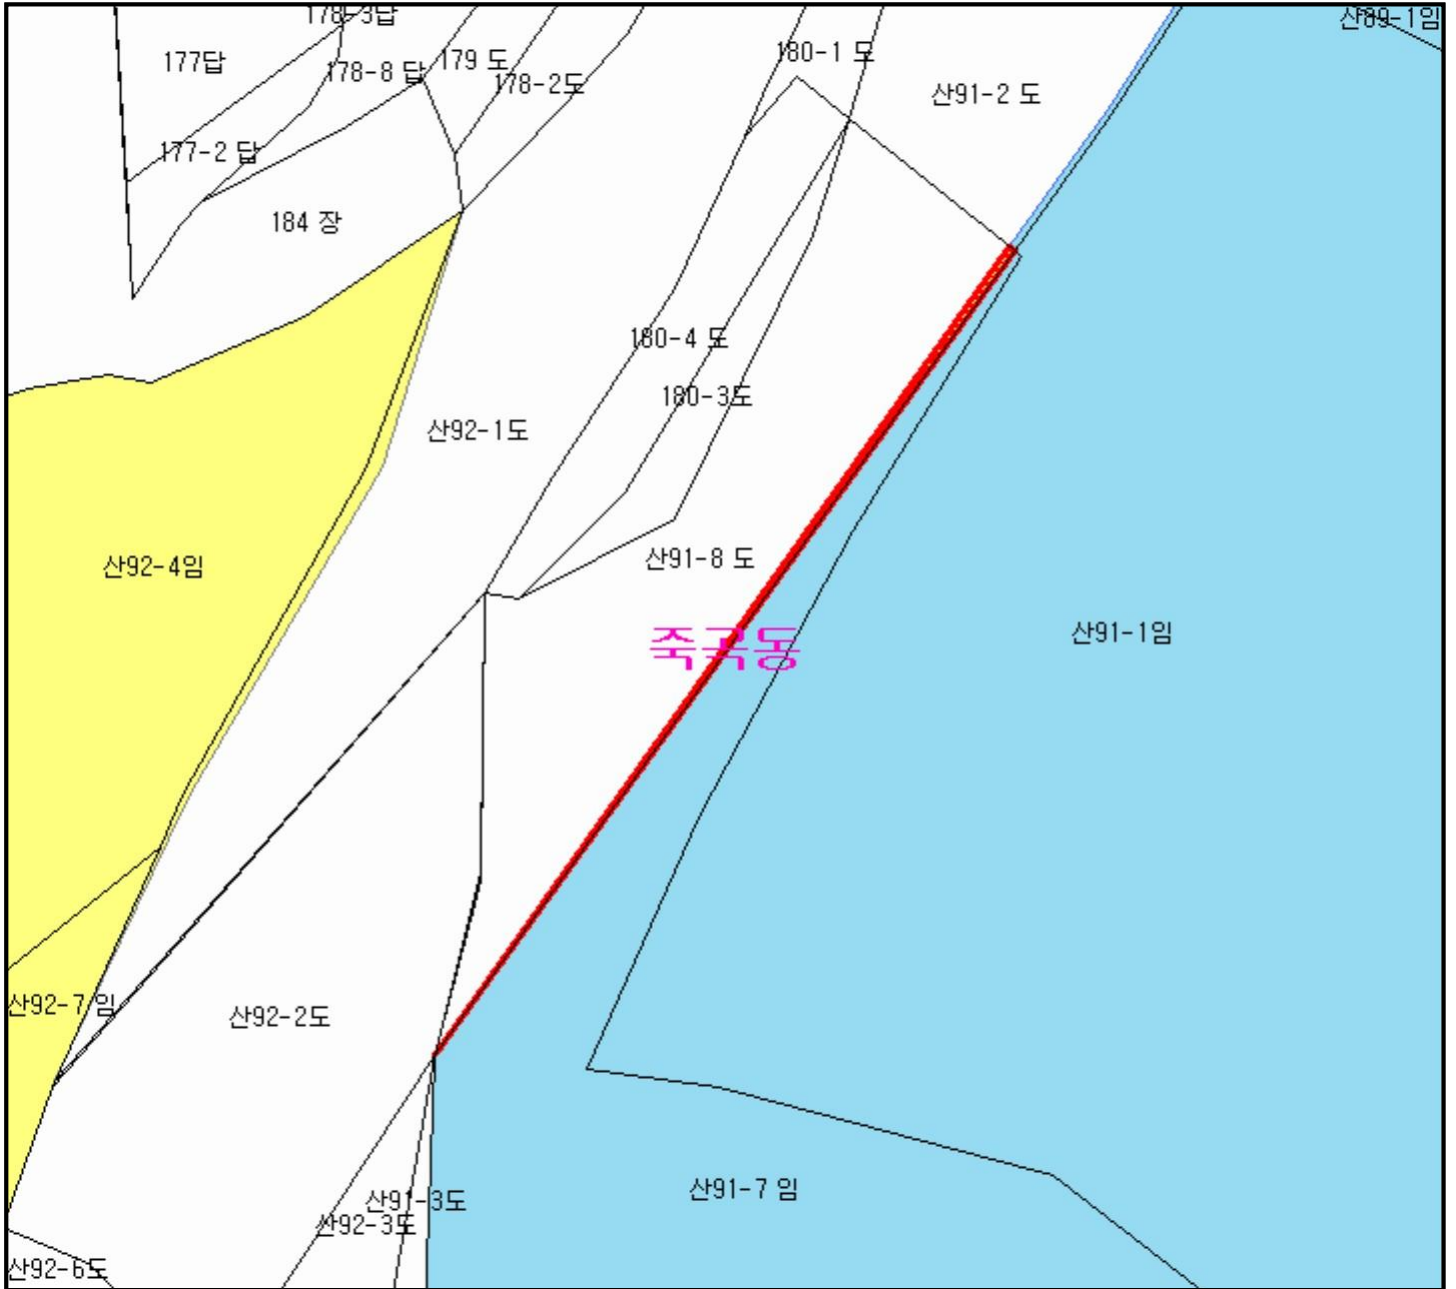 178-3답
산89-1임
177답
178-8 답
179 도
178-2도
180-1 도
산91-2 도
177-2 답
184 장
180-4 도
180-3도
산92-1도
산92-4임
산91-8 도
죽곡동
산91-1임
산92-7 임
산92-2도
산91-7 임
산91-3도
산92-3도
산92-6도